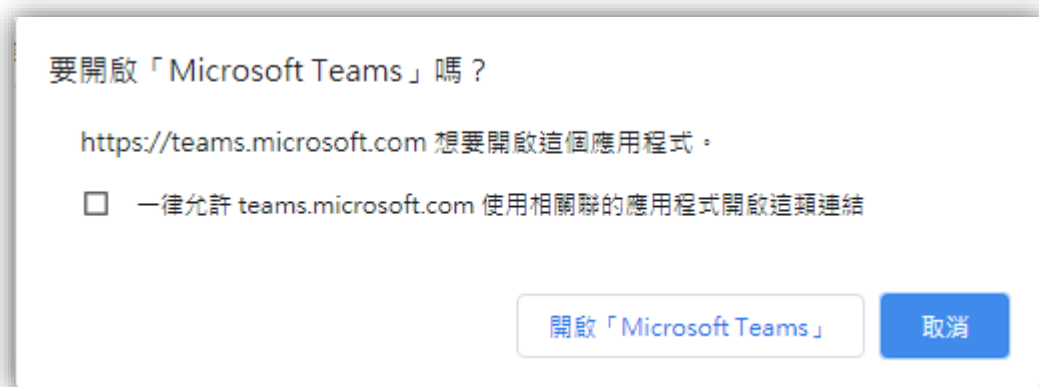 要開啟「Microsoft Teams」嗎？
https://teams.microsoft.com 想要開啟這個應用程式。
一律允許 teams.microsoft.com 使用相關聯的應用程式開啟這類連結
開啟「Microsoft Teams」
取消